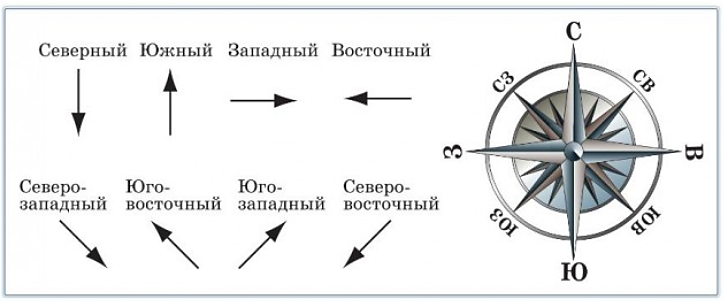 Северный Южный Западный Восточный
Северо-
западный
Юго-
восточный
Юго-
западный
Северо-
восточный
С
СЗ
СВ
З
В
ЮЗ
ЮВ
Ю